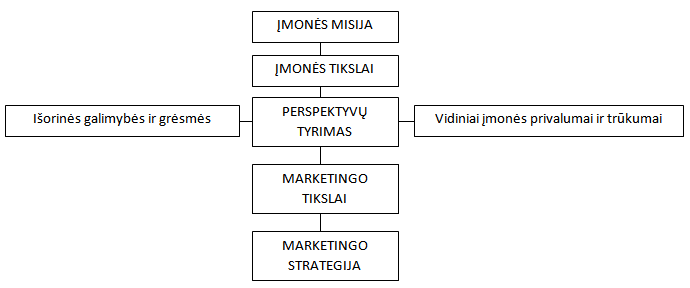 ĮMONĖS MISIJA
ĮMONĖS TIKSLAI
Išorinės galimybės ir grėsmės
PERSPEKTYVŲ
TYRIMAS
Vidiniai įmonės privalumai ir trūkumai
MARKETINGO
TIKSLAI
MARKETINGO
STRATEGIJA